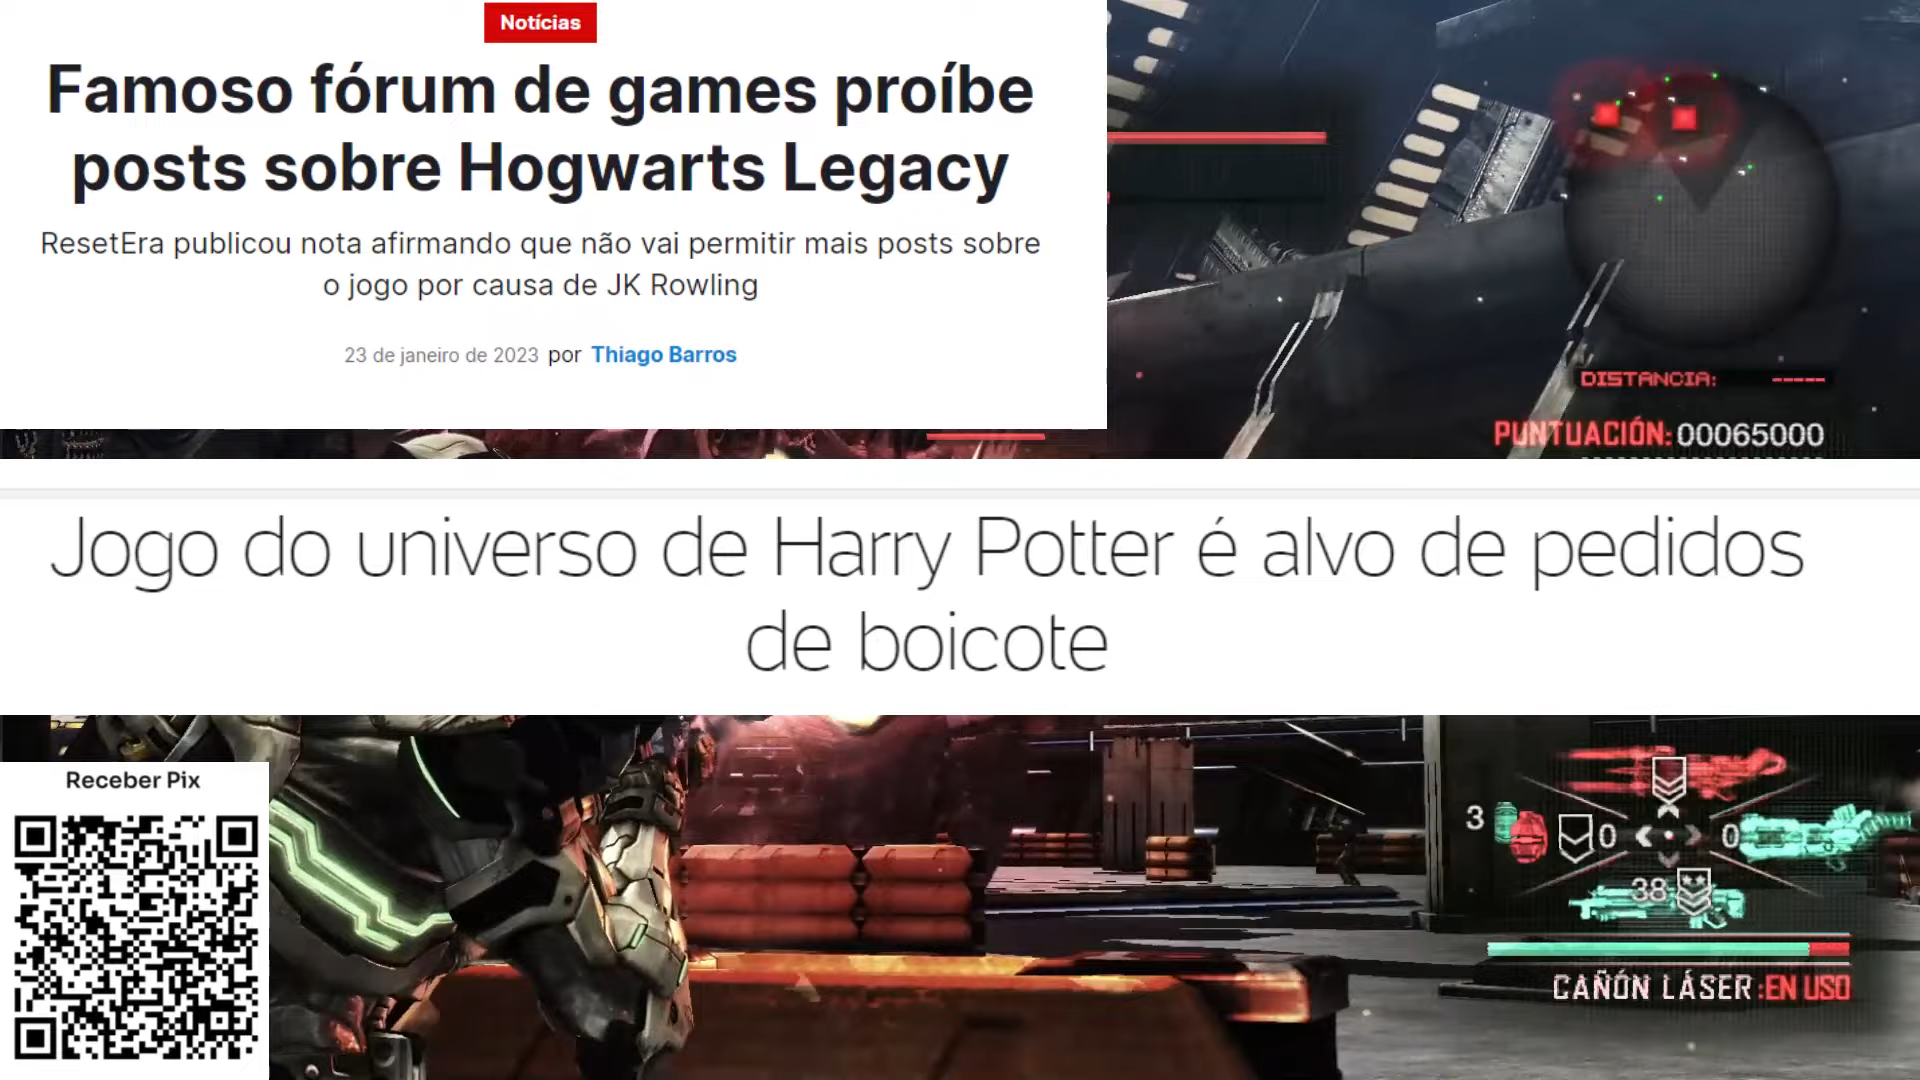 Notícias
Famoso fórum de games proíbe
posts sobre Hogwarts Legacy
ResetEra publicou nota afirmando que não vai permitir mais posts sobre
o jogo por causa de JK Rowling
23 de janeiro de 2023 por Thiago Barros
DISTANCIA: -----
PUNTUACIÓN: 00065000
Jogo do universo de Harry Potter é alvo de pedidos
de boicote
Receber Pix
3
0
0
38
CAÑÓN LÁSER :EN USO